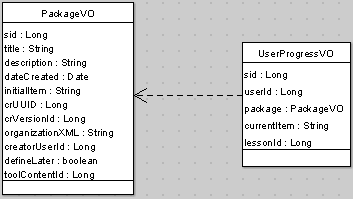 PackageVO
sid : Long
title : String
description : String
dateCreated : Date
initialItem : String
crUUID : Long
crVersionId : Long
organizationXML : String
creatorUserId : Long
defineLater : boolean
toolContentId : Long
UserProgressVO
sid : Long
userId : Long
package : PackageVO
currentItem : String
lessonId : Long